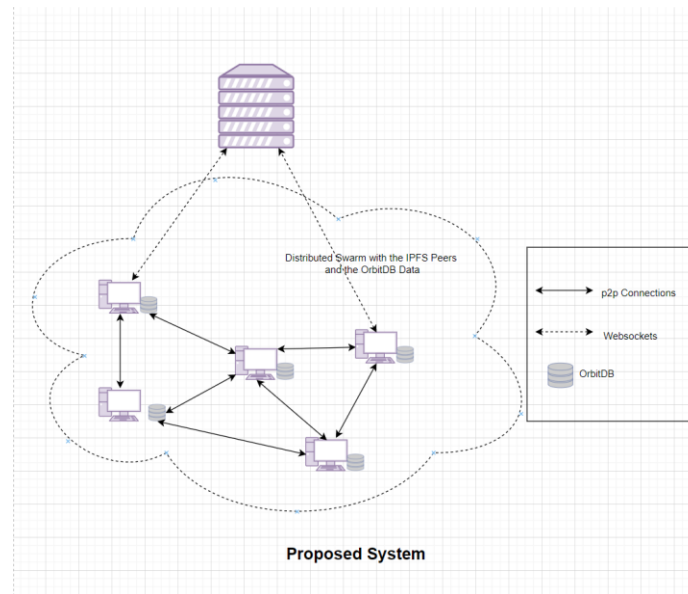 Distributed Swarm with the IPFS Peers
and the OrbitDB Data
p2p Connections
Websockets
OrbitDB
Proposed System